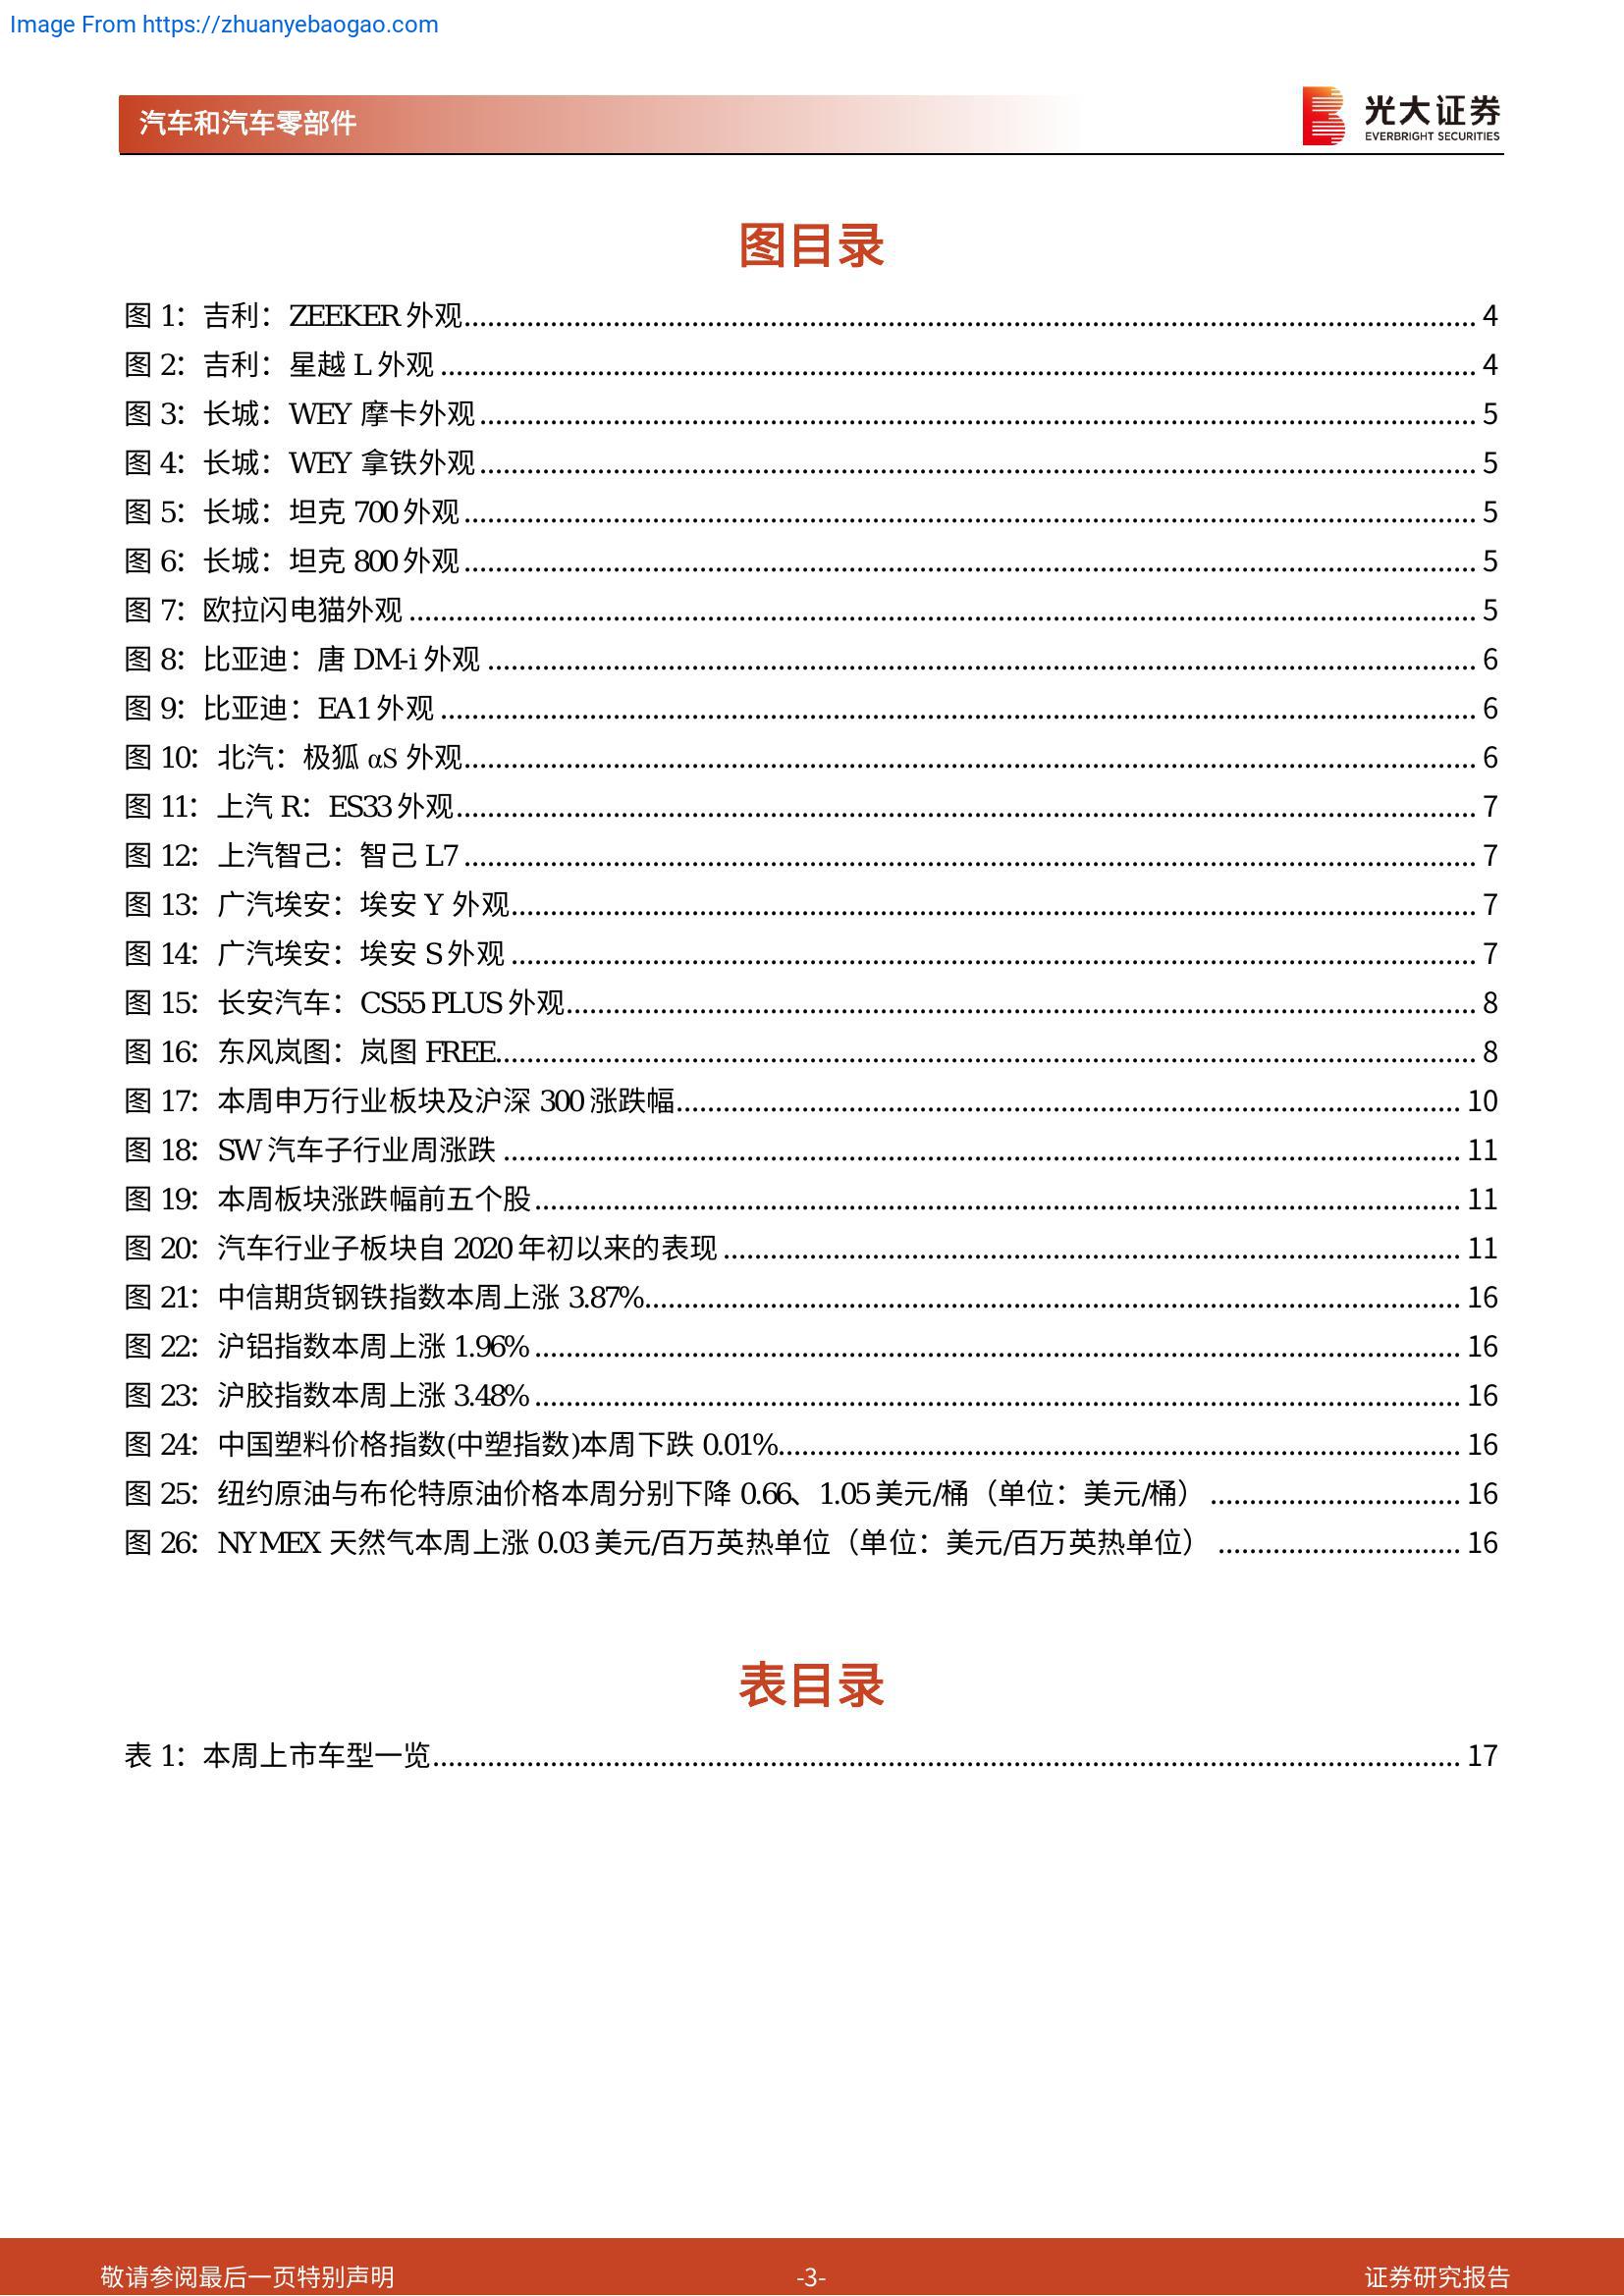 Image From https://zhuanyebaogao.com
汽车和汽车零部件
光大证券
EVERBRIGHT SECURITIES
图目录
图 1：吉利：ZEEKER 外观 4
图 2：吉利：星越 L 外观 4
图 3：长城：WEY 摩卡外观 5
图 4：长城：WEY 拿铁外观 5
图 5：长城：坦克 700 外观 5
图 6：长城：坦克 800 外观 5
图 7：欧拉闪电猫外观 5
图 8：比亚迪：唐 DM-i 外观 6
图 9：比亚迪：EA1 外观 6
图 10：北汽：极狐 αS 外观 6
图 11：上汽 R：ES33 外观 7
图 12：上汽智己：智己 L7 7
图 13：广汽埃安：埃安 Y 外观 7
图 14：广汽埃安：埃安 S 外观 7
图 15：长安汽车：CS55 PLUS 外观 8
图 16：东风岚图：岚图 FREE 8
图 17：本周申万行业板块及沪深 300 涨跌幅 10
图 18：SW 汽车子行业周涨跌 11
图 19：本周板块涨跌幅前五个股 11
图 20：汽车行业子板块自 2020 年初以来的表现 11
图 21：中信期货钢铁指数本周上涨 3.87% 16
图 22：沪铝指数本周上涨 1.96% 16
图 23：沪胶指数本周上涨 3.48% 16
图 24：中国塑料价格指数(中塑指数)本周下跌 0.01% 16
图 25：纽约原油与布伦特原油价格本周分别下降 0.66、1.05 美元/桶（单位：美元/桶） 16
图 26：NYMEX 天然气本周上涨 0.03 美元/百万英热单位（单位：美元/百万英热单位） 16
表目录
表 1：本周上市车型一览 17
敬请参阅最后一页特别声明
-3-
证券研究报告